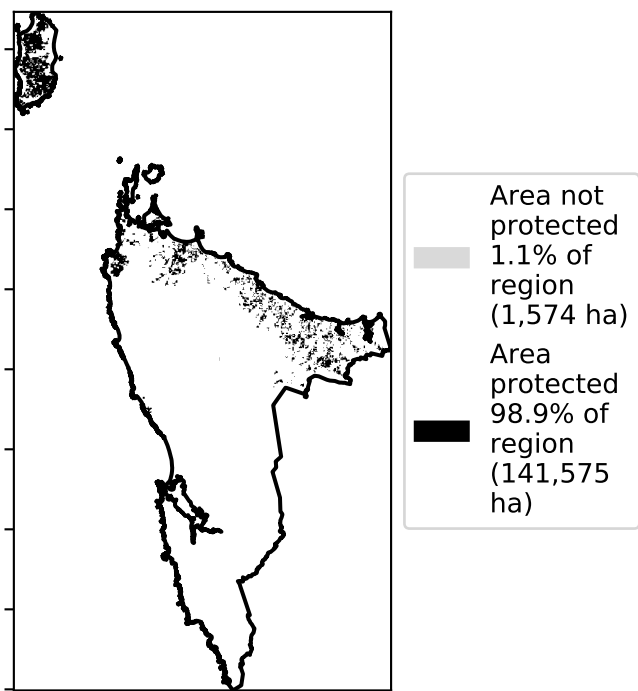 Area not
protected
1.1% of
region
(1,574 ha)
Area
protected
98.9% of
region
(141,575
ha)